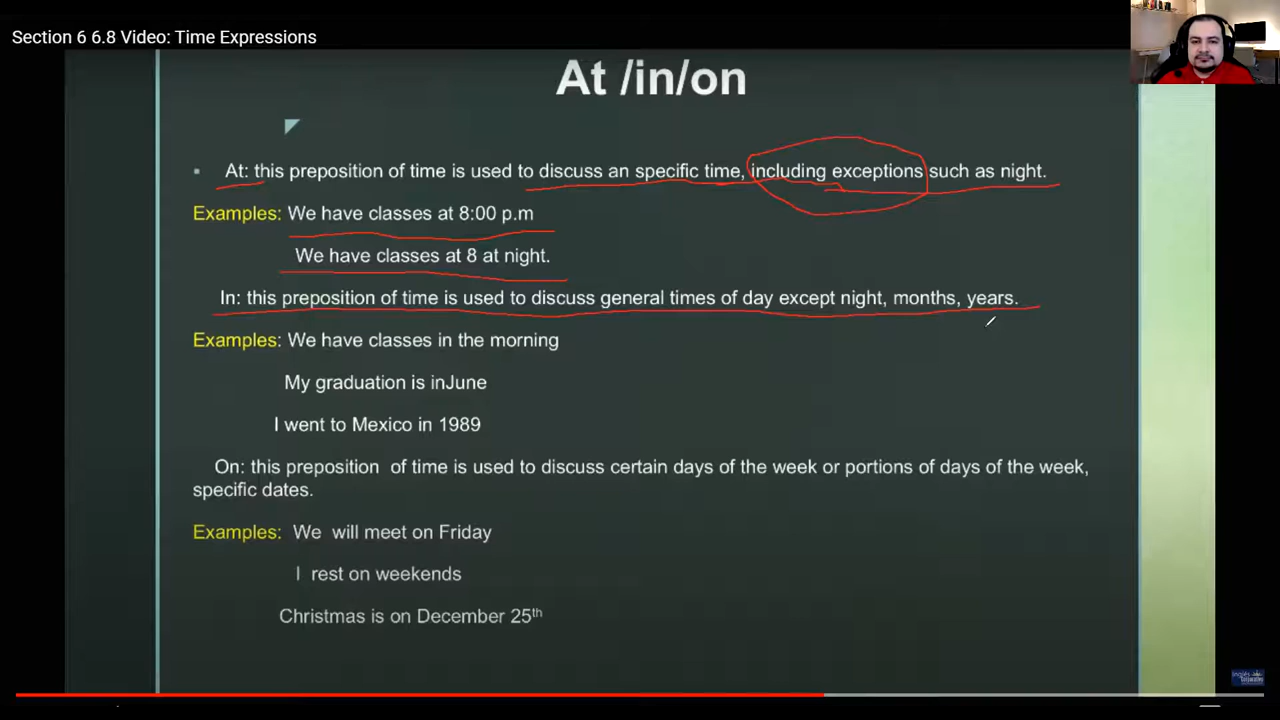 Section 6 6.8 Video: Time Expressions
At /in/on
At: this preposition of time is used to discuss an specific time, including exceptions such as night.
Examples: We have classes at 8:00 p.m
We have classes at 8 at night.
In: this preposition of time is used to discuss general times of day except night, months, years.
Examples: We have classes in the morning
My graduation is inJune
I went to Mexico in 1989
On: this preposition of time is used to discuss certain days of the week or portions of days of the week,
specific dates.
Examples: We will meet on Friday
I rest on weekends
Christmas is on December 25th